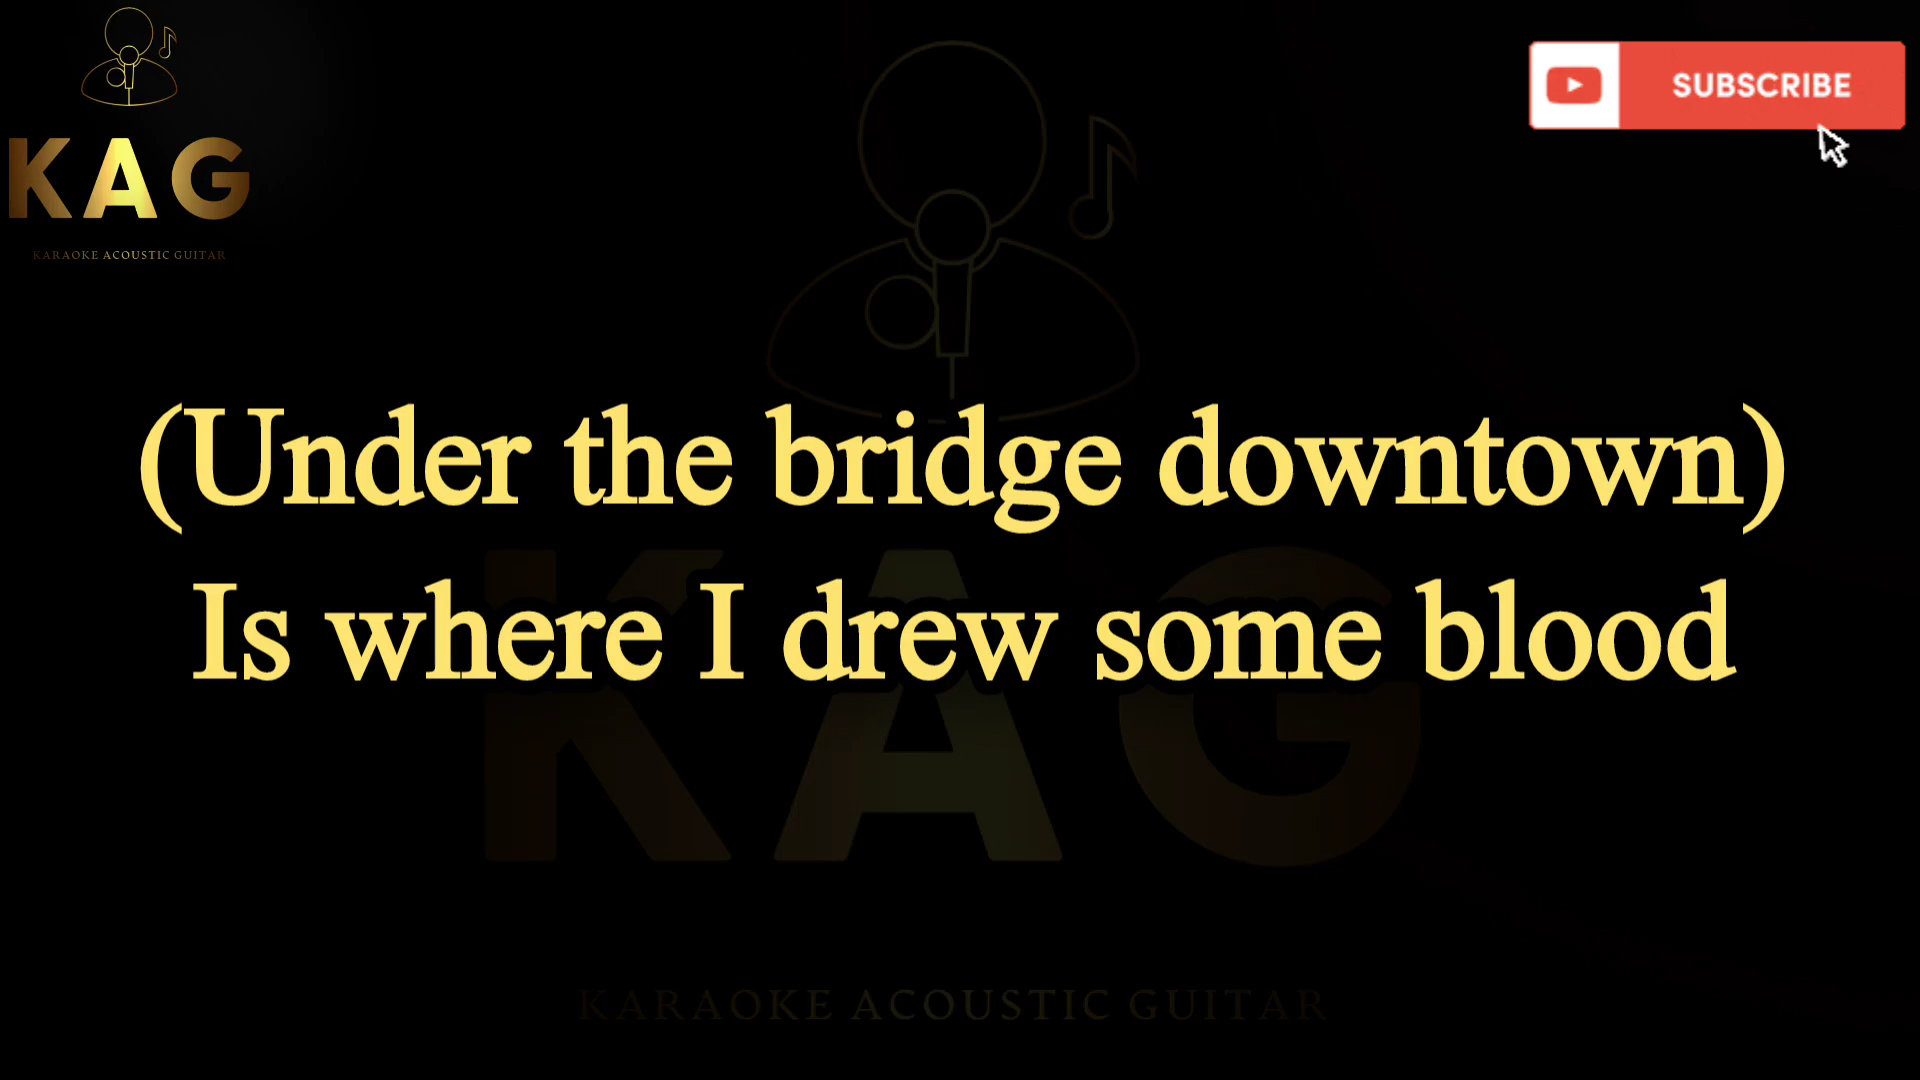 KAG
KARAOKE ACOUSTIC GUITAR
SUBSCRIBE
(Under the bridge downtown)
Is where I drew some blood
KAG
KARAOKE ACOUSTIC GUITAR